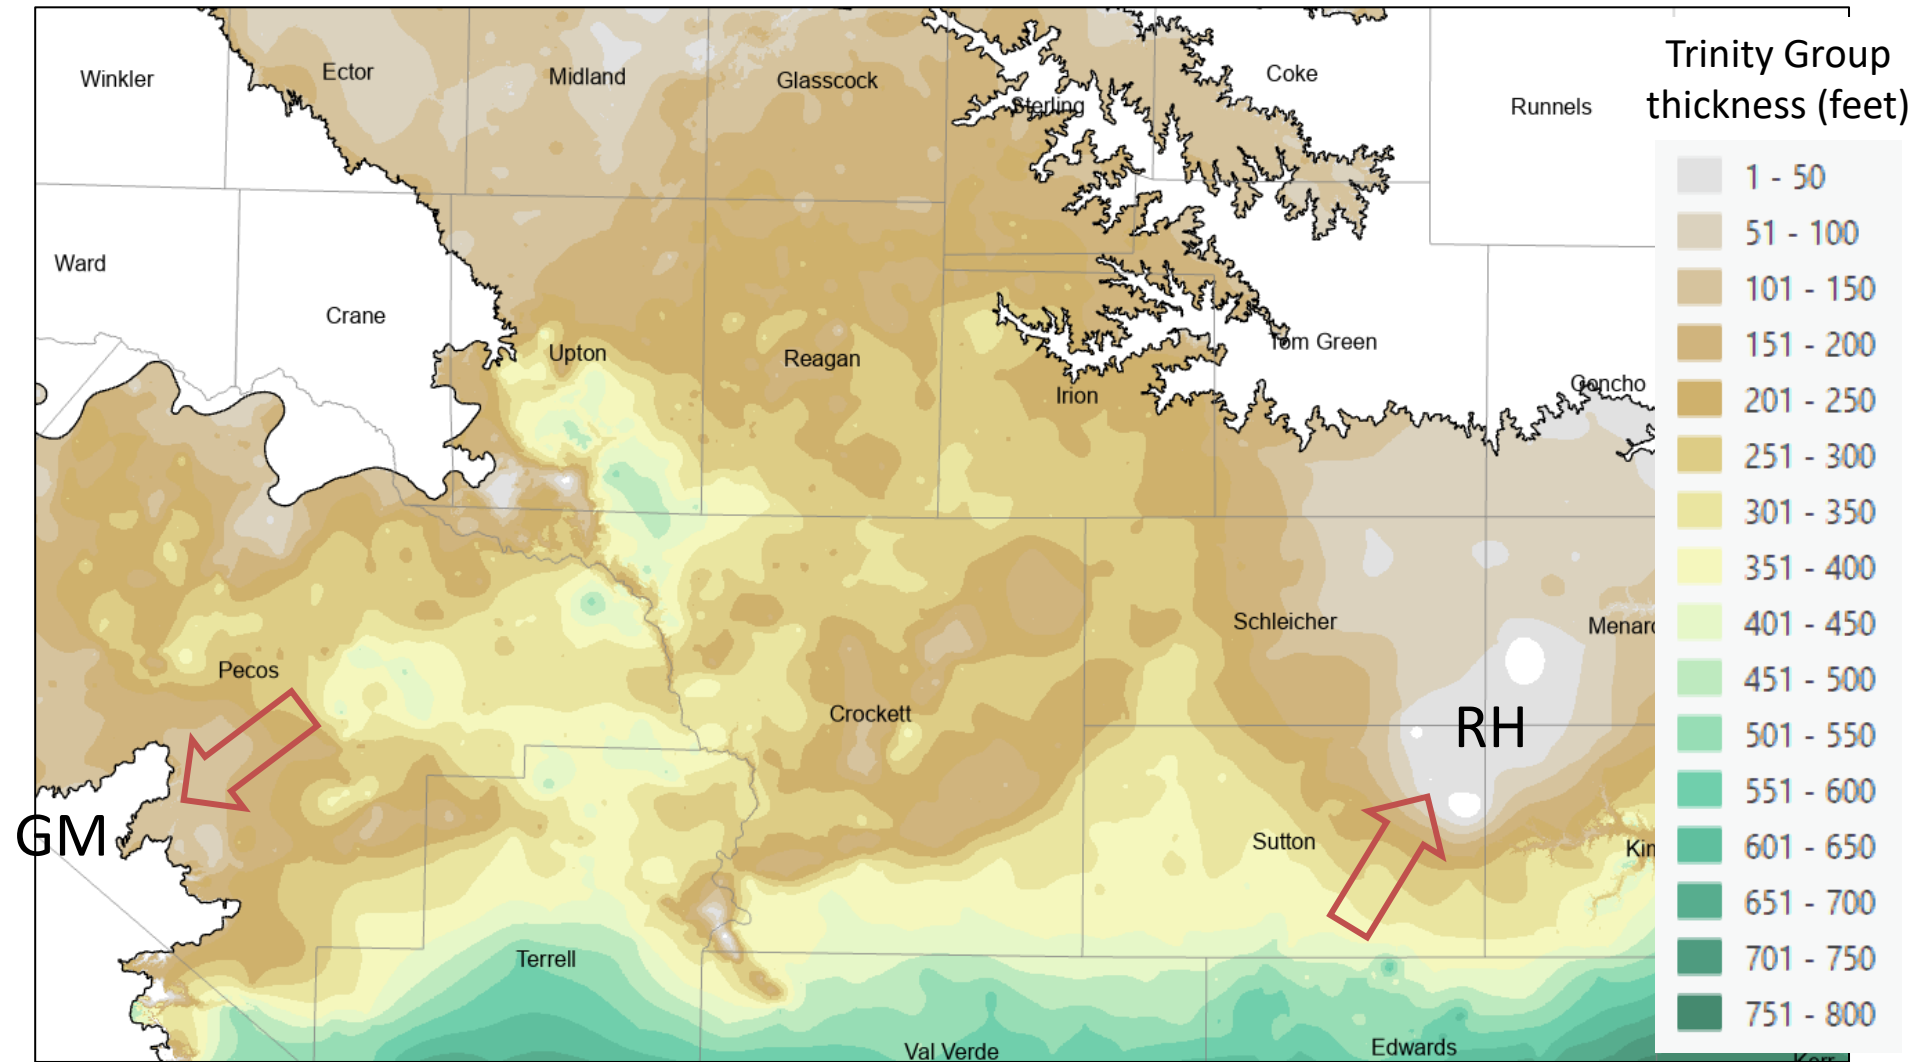 Winkler
Ector
Midland
Glasscock
Sterling
Coke
Runnels
Ward
Crane
Upton
Reagan
Irion
Tom Green
Concho
Pecos
Crockett
Schleicher
Menard
RH
GM
Sutton
Kim
Terrell
Val Verde
Edwards
Kerr
Trinity Group
thickness (feet)
1 - 50
51 - 100
101 - 150
151 - 200
201 - 250
251 - 300
301 - 350
351 - 400
401 - 450
451 - 500
501 - 550
551 - 600
601 - 650
651 - 700
701 - 750
751 - 800